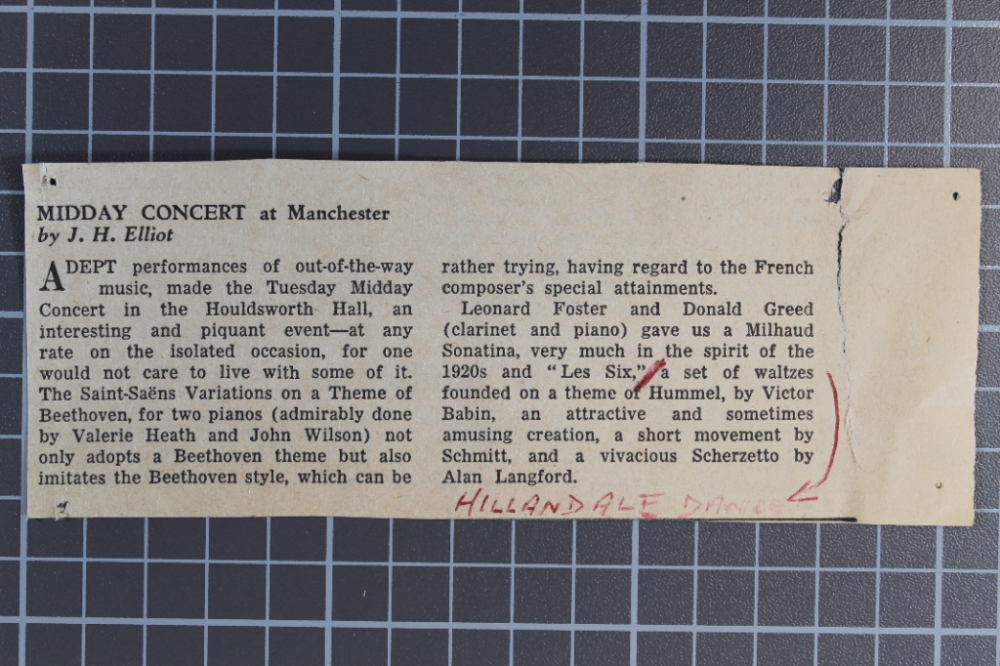 MIDDAY CONCERT at Manchester
by J. H. Elliot
ADEPT performances of out-of-the-way
music, made the Tuesday Midday
Concert in the Houldsworth Hall, an
interesting and piquant event—at any
rate on the isolated occasion, for one
would not care to live with some of it.
The Saint-Saëns Variations on a Theme of
Beethoven, for two pianos (admirably done
by Valerie Heath and John Wilson) not
only adopts a Beethoven theme but also
imitates the Beethoven style, which can be
rather trying, having regard to the French
composer's special attainments.
Leonard Foster and Donald Greed
(clarinet and piano) gave us a Milhaud
Sonatina, very much in the spirit of the
1920s and "Les Six," a set of waltzes
founded on a theme of Hummel, by Victor
Babin, an attractive and sometimes
amusing creation, a short movement by
Schmitt, and a vivacious Scherzetto by
Alan Langford.
HILLANDALE